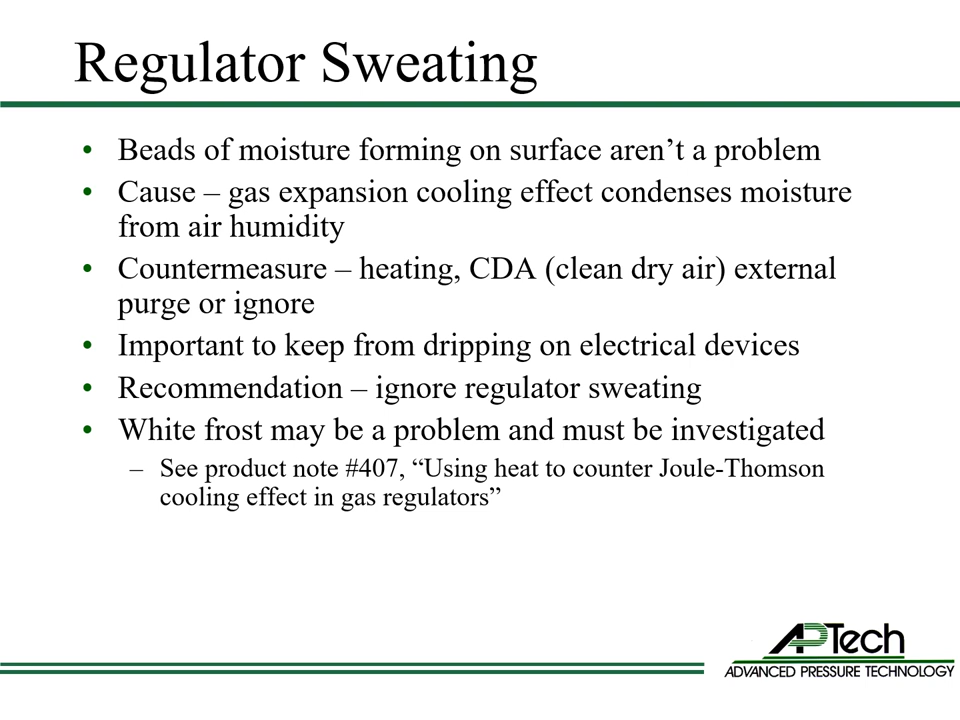 Regulator Sweating
• Beads of moisture forming on surface aren’t a problem
• Cause – gas expansion cooling effect condenses moisture
from air humidity
• Countermeasure – heating, CDA (clean dry air) external
purge or ignore
• Important to keep from dripping on electrical devices
• Recommendation – ignore regulator sweating
• White frost may be a problem and must be investigated
– See product note #407, “Using heat to counter Joule-Thomson
cooling effect in gas regulators”
APTech
ADVANCED PRESSURE TECHNOLOGY